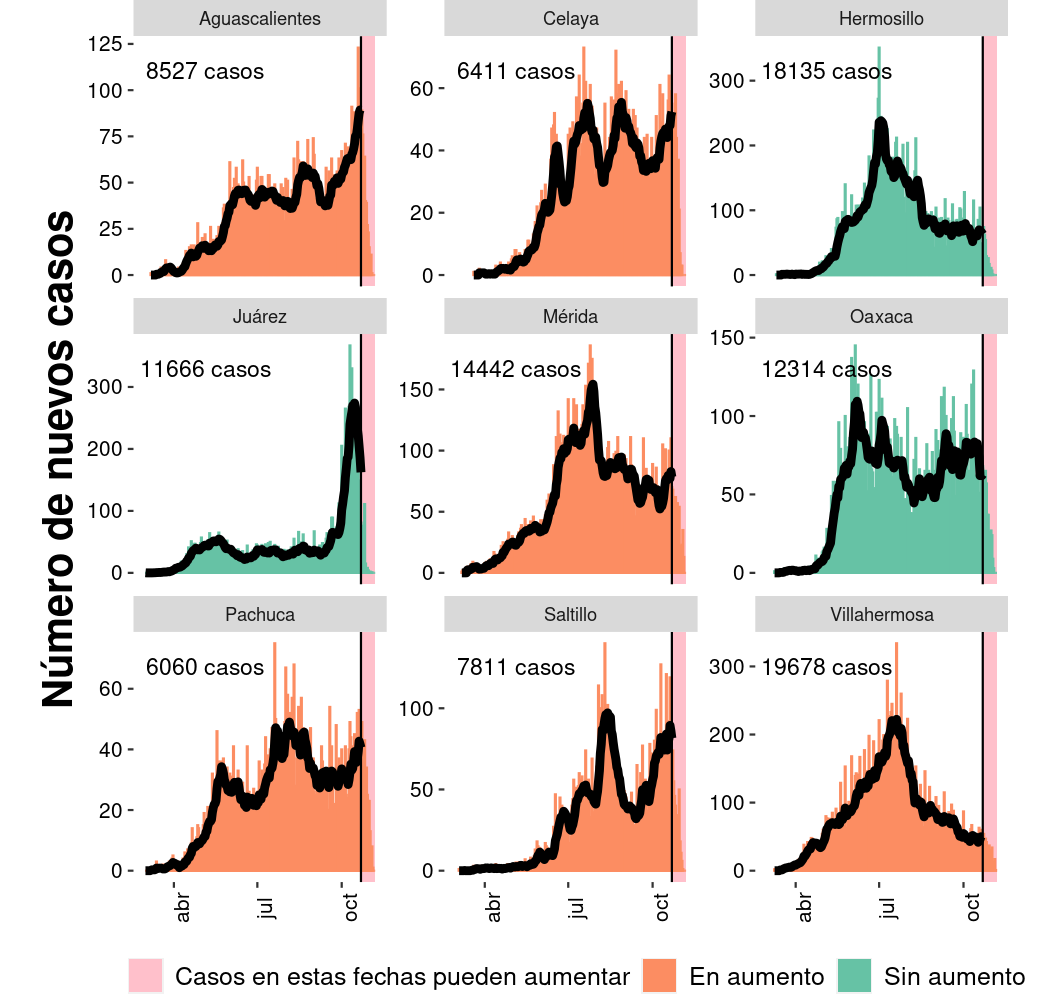 Número de nuevos casos
Aguascalientes
8527 casos
125
100
75
50
25
0
Celaya
6411 casos
60
40
20
0
Hermosillo
18135 casos
300
200
100
0
Juárez
11666 casos
300
200
100
0
Mérida
14442 casos
150
100
50
0
Oaxaca
12314 casos
150
100
50
0
Pachuca
6060 casos
60
40
20
0
abr jul oct
Saltillo
7811 casos
100
50
0
abr jul oct
Villahermosa
19678 casos
300
200
100
0
abr jul oct
Casos en estas fechas pueden aumentar En aumento Sin aumento